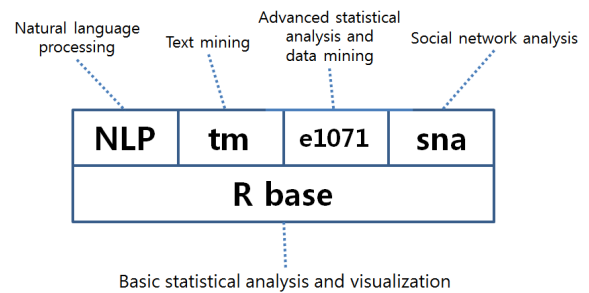 Natural language
processing
Text mining
Advanced statistical
analysis and
data mining
Social network analysis
NLP
tm
e1071
sna
R base
Basic statistical analysis and visualization